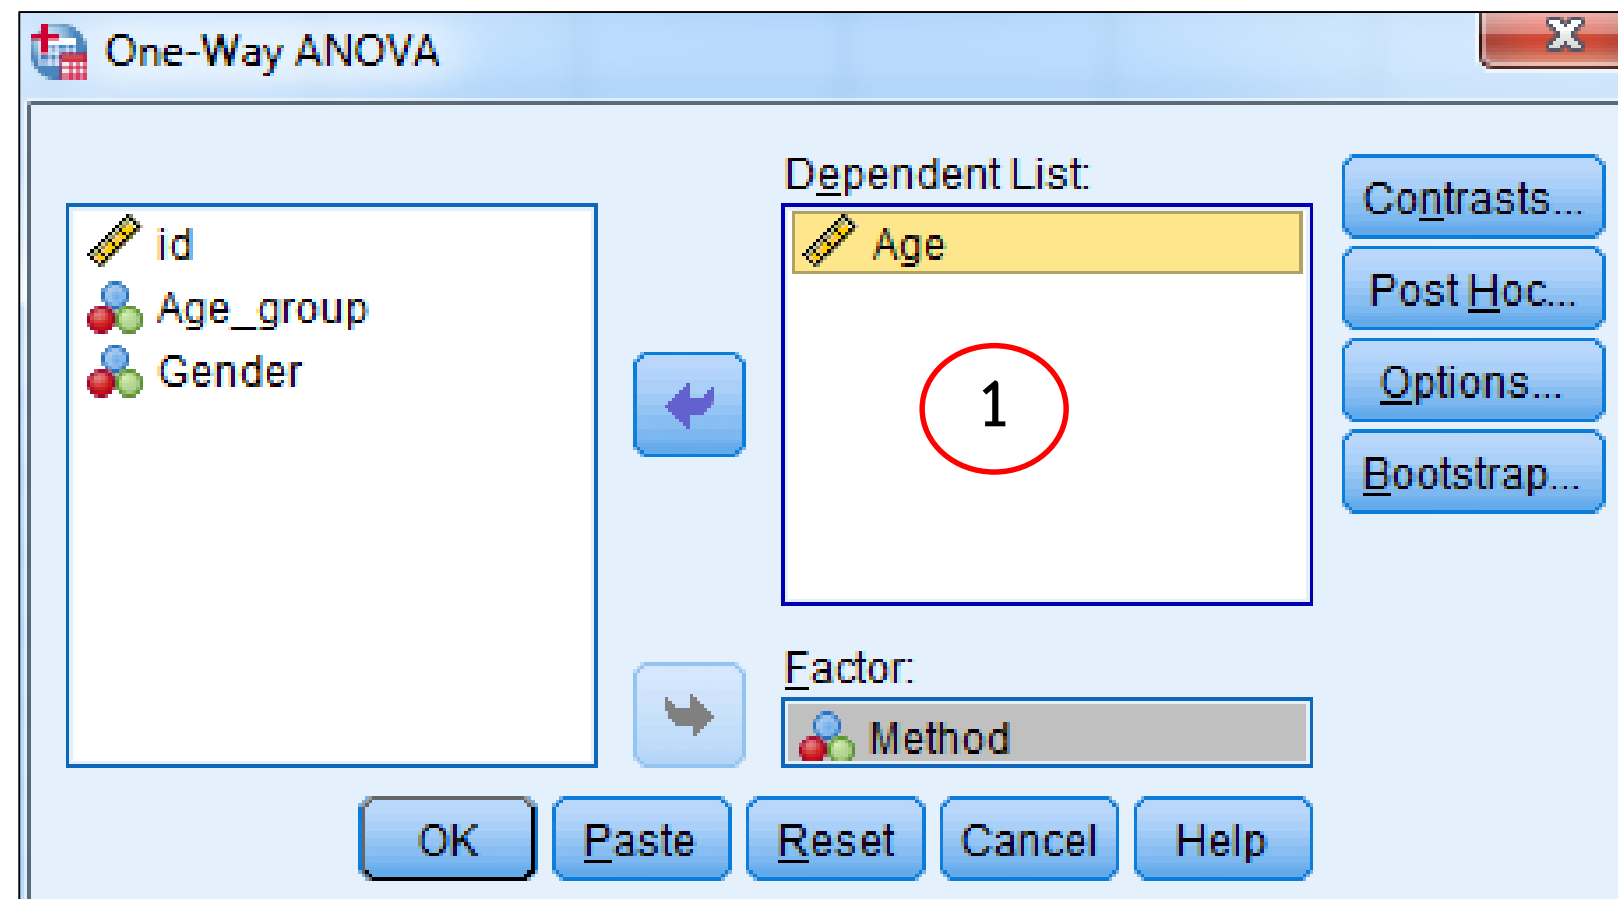 One-Way ANOVA
Dependent List:
id
Age_group
Gender
Age
1
Factor:
Method
Contrasts...
Post Hoc...
Options...
Bootstrap...
OK
Paste
Reset
Cancel
Help